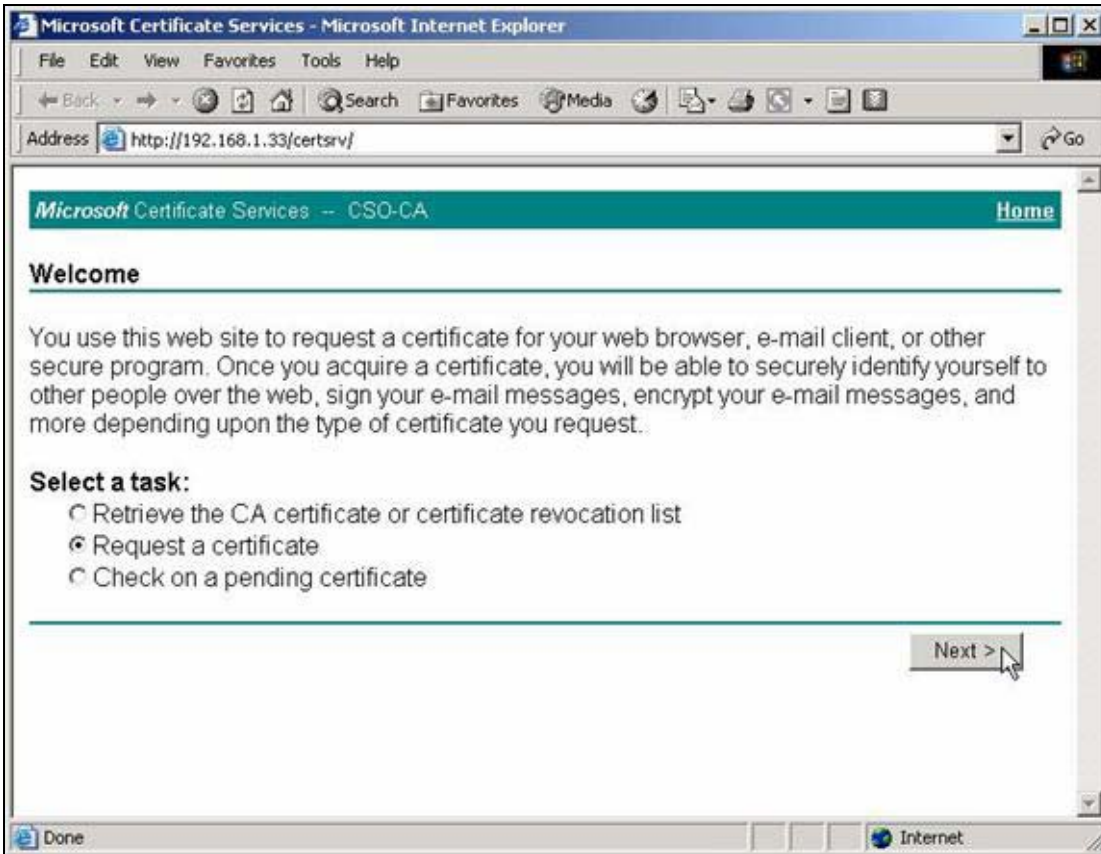 Microsoft Certificate Services - Microsoft Internet Explorer
File Edit View Favorites Tools Help
Back Search Favorites Media
Address http://192.168.1.33/certsrv/ Go
Microsoft Certificate Services -- CSO-CA Home
Welcome
You use this web site to request a certificate for your web browser, e-mail client, or other
secure program. Once you acquire a certificate, you will be able to securely identify yourself to
other people over the web, sign your e-mail messages, encrypt your e-mail messages, and
more depending upon the type of certificate you request.
Select a task:
Retrieve the CA certificate or certificate revocation list
Request a certificate
Check on a pending certificate
Next >
Done Internet